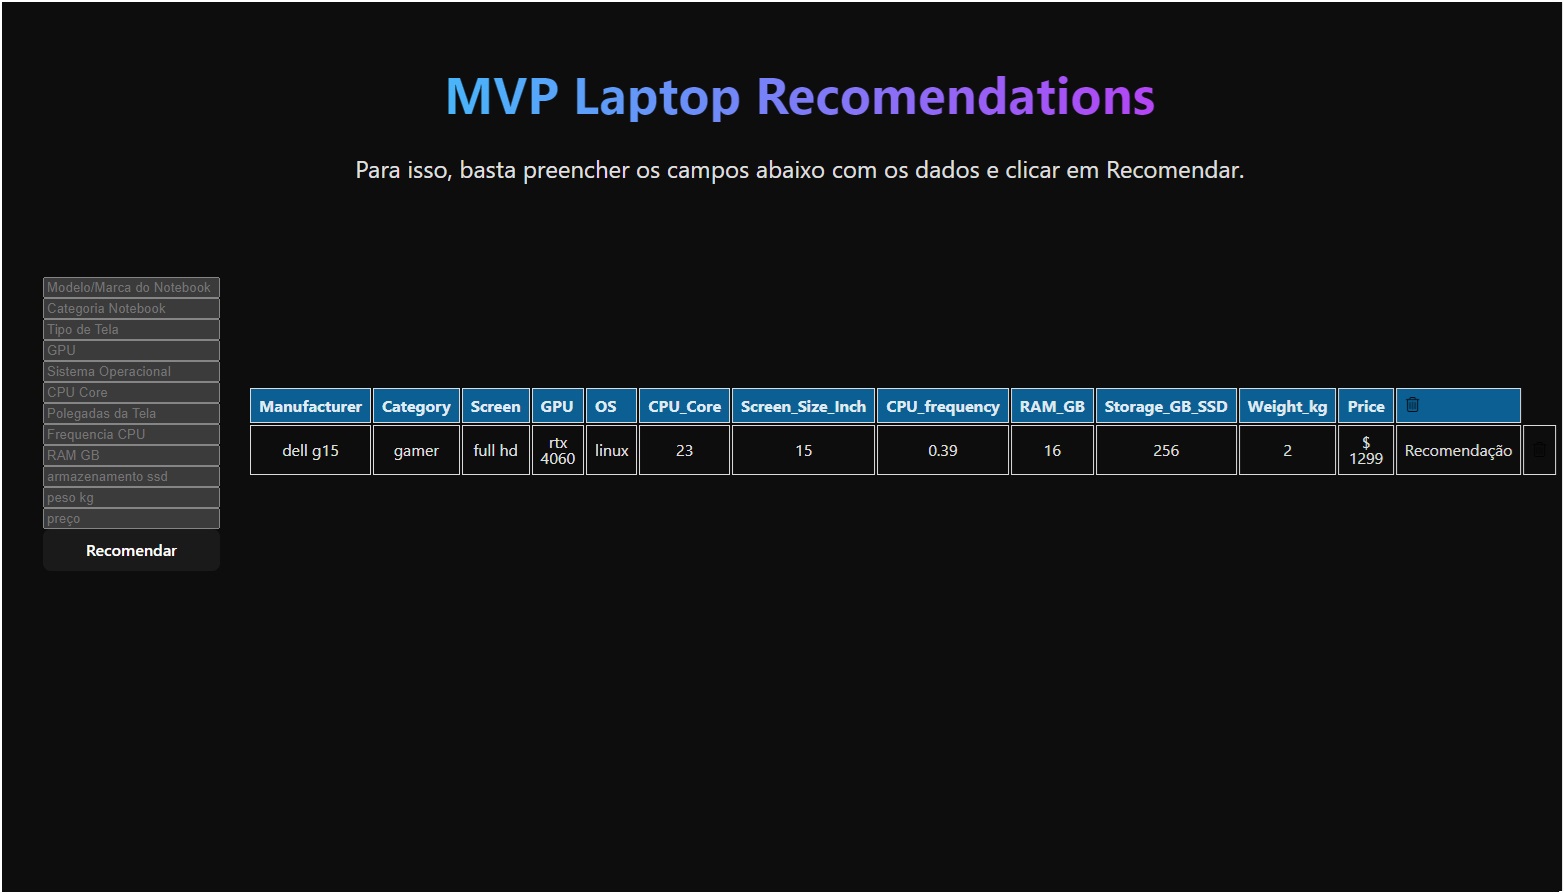 MVP Laptop Recomendations
Para isso, basta preencher os campos abaixo com os dados e clicar em Recomendar.
Modelo/Marca do Notebook
Categoria Notebook
Tipo de Tela
GPU
Sistema Operacional
CPU Core
Polegadas da Tela
Frequencia CPU
RAM GB
armazenamento ssd
peso kg
preço
Recomendar
Manufacturer Category Screen GPU OS CPU_Core Screen_Size_Inch CPU_frequency RAM_GB Storage_GB_SSD Weight_kg Price
dell g15 gamer full hd rtx 4060 linux 23 15 0.39 16 256 2 $ 1299 Recomendação